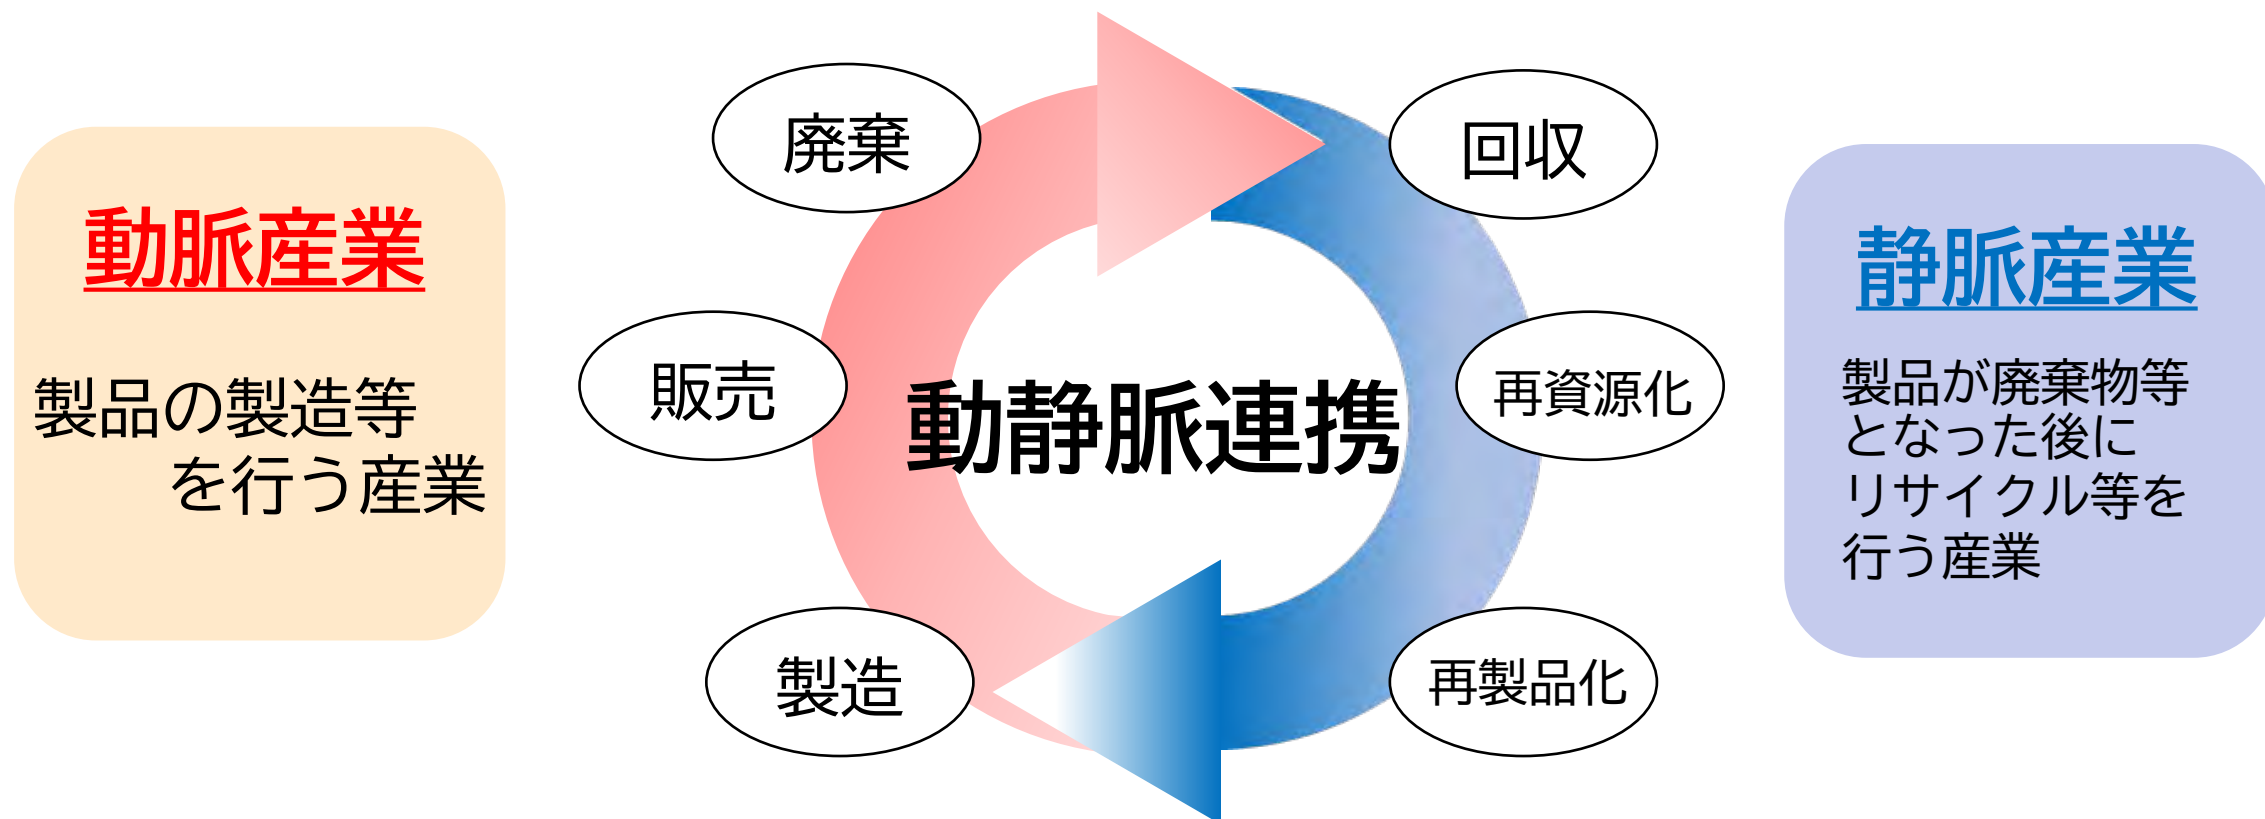 動脈産業
製品の製造等
を行う産業
廃棄
販売
製造
動静脈連携
回収
再資源化
再製品化
静脈産業
製品が廃棄物等
となった後に
リサイクル等を
行う産業